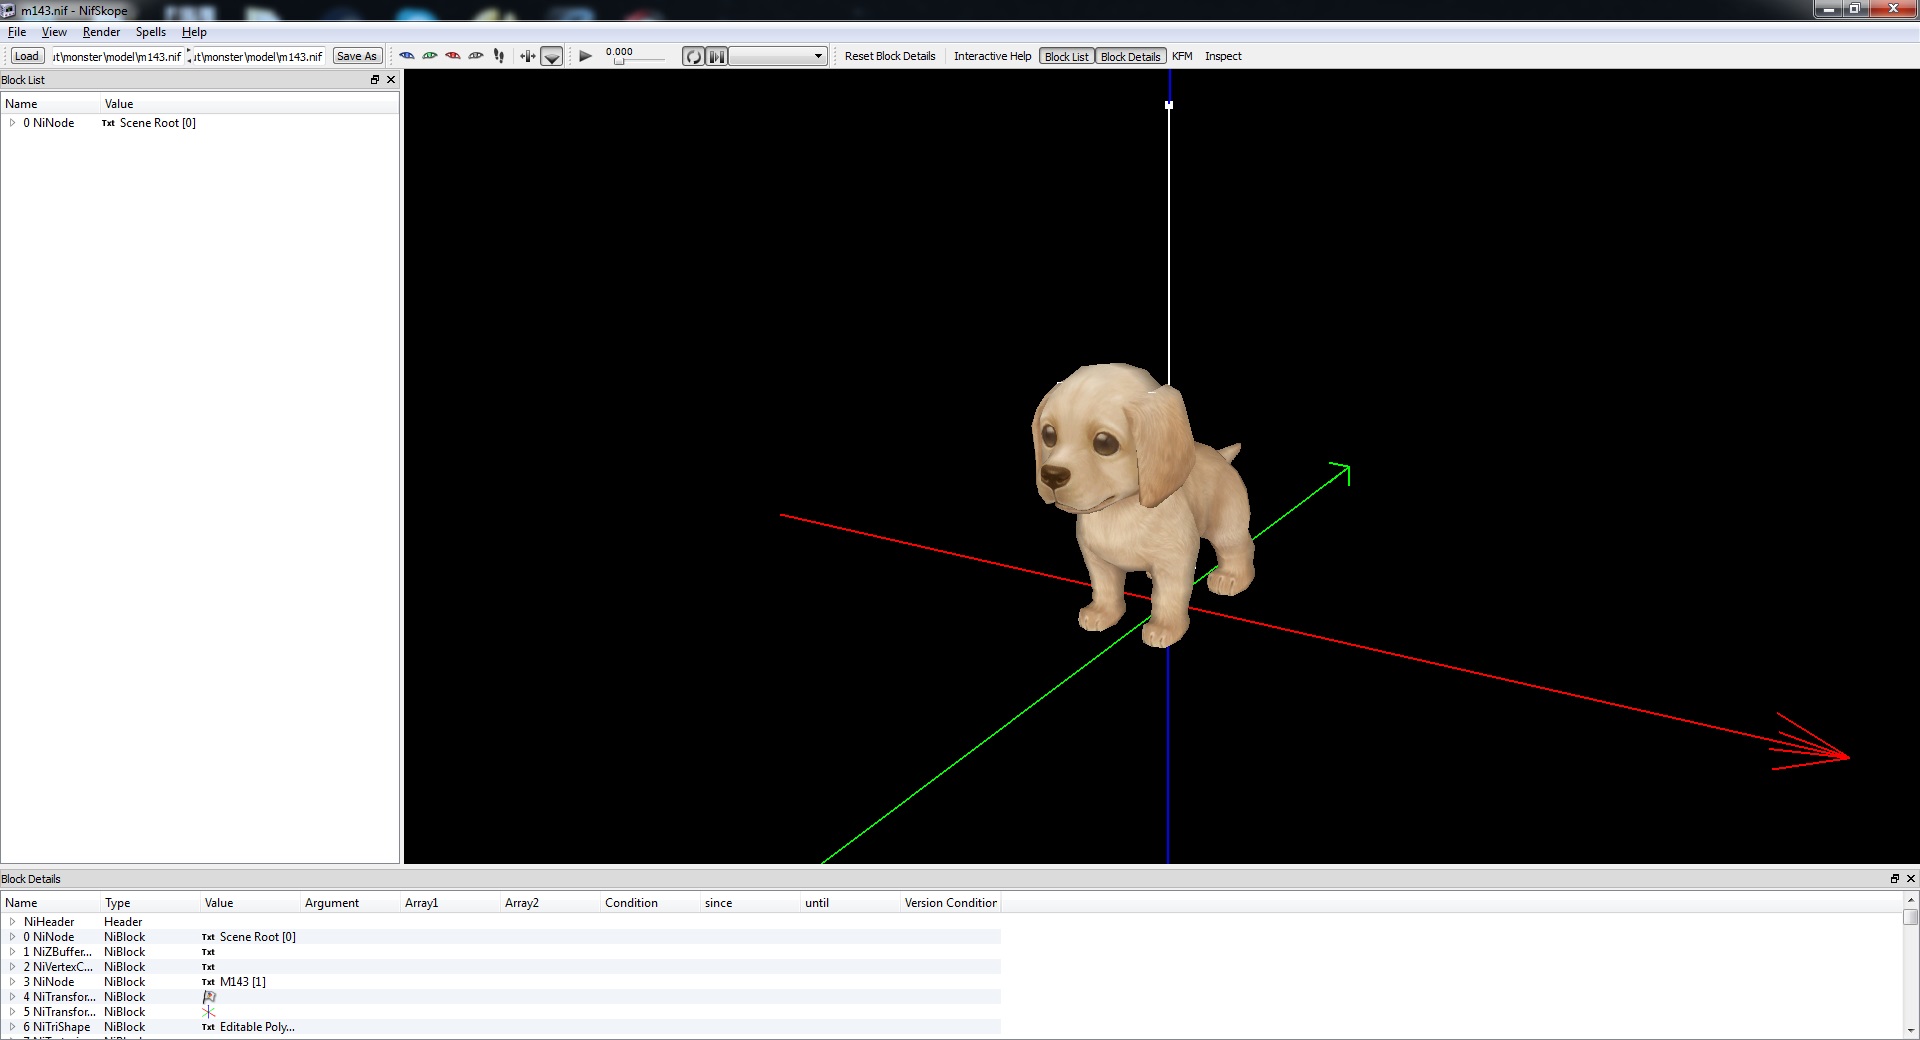 m143.nif - NifSkope
File View Render Spells Help
Load ut\monster\model\m143.nif ut\monster\model\m143.nif Save As 0.000 Reset Block Details Interactive Help Block List Block Details KFM Inspect
Block List
Name Value
0 NiNode Txt Scene Root [0]
Block Details
Name Type Value Argument Array1 Array2 Condition since until Version Condition
NiHeader Header
0 NiNode NiBlock Txt Scene Root [0]
1 NiZBuffer... NiBlock Txt
2 NiVertexC... NiBlock Txt
3 NiNode NiBlock Txt M143 [1]
4 NiTransfor... NiBlock
5 NiTransfor... NiBlock
6 NiTriShape NiBlock Txt Editable Poly...